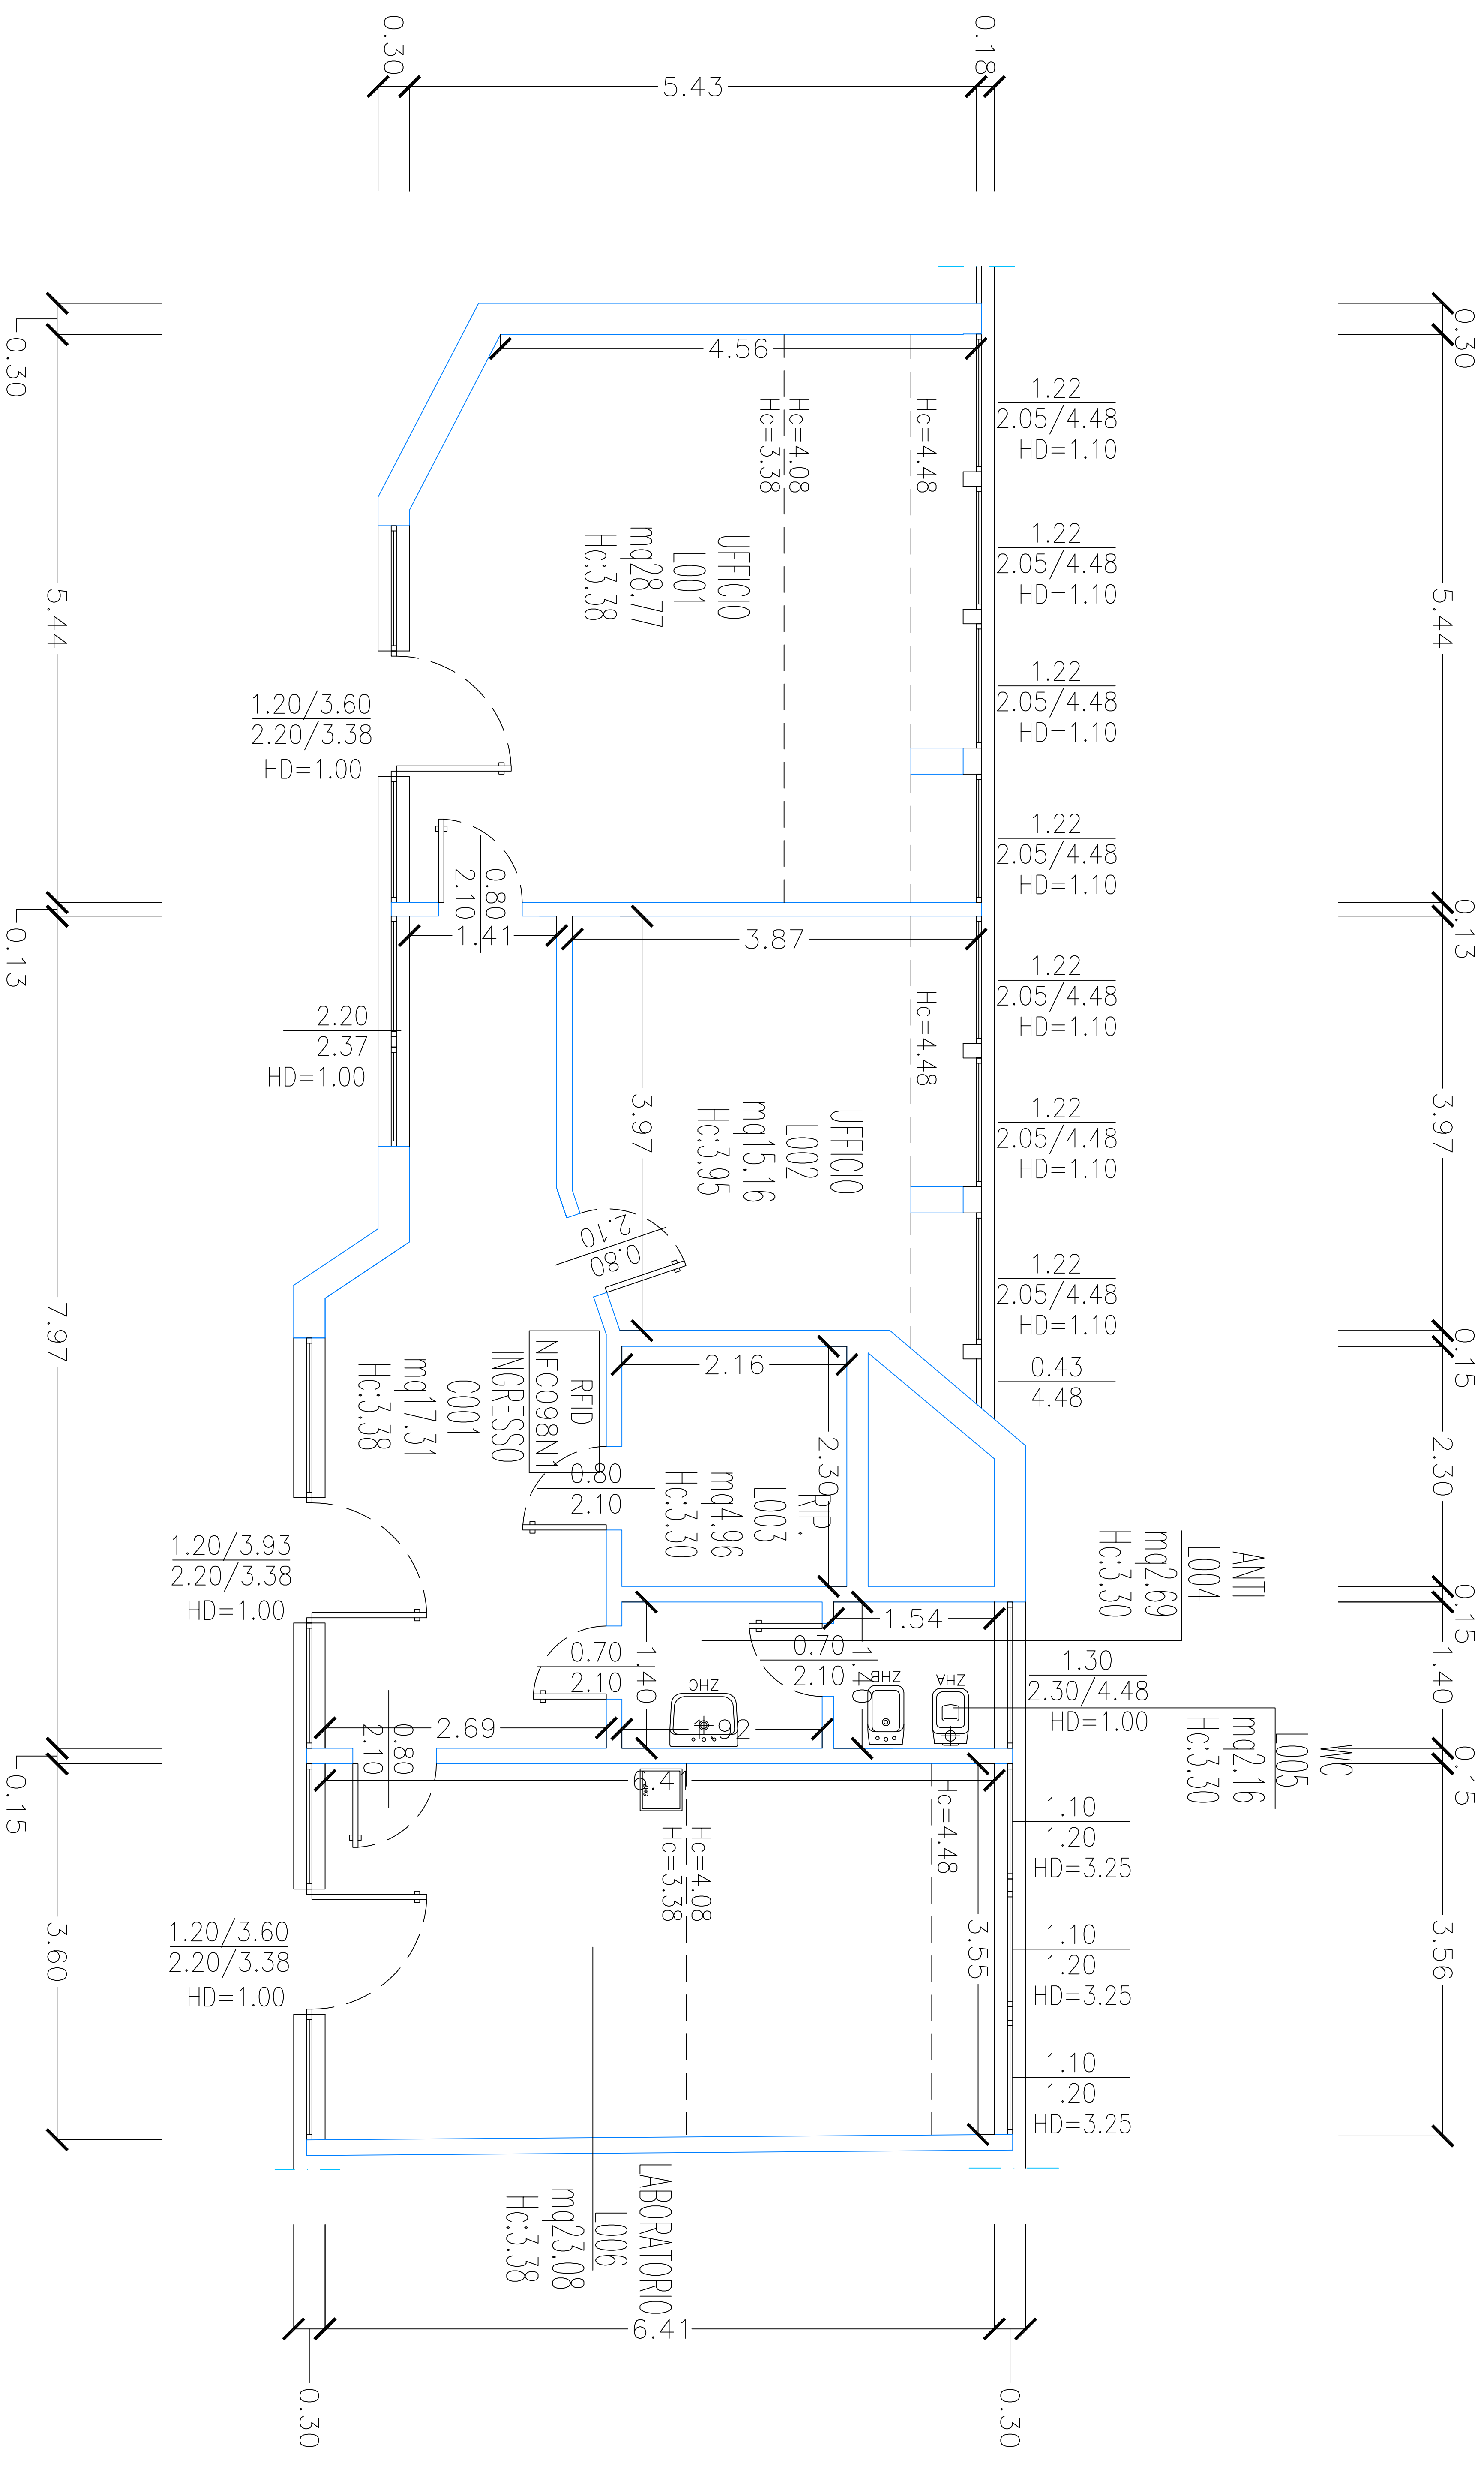 0.30
5.43
0.18
0.30
5.44
0.13
3.97
0.15
2.30
0.15
1.40
0.15
3.56
0.30
5.44
0.13
7.97
0.15
3.60
4.56
Hc=4.48
Hc=4.08
Hc=3.38
1.22
2.05/4.48
HD=1.10
1.22
2.05/4.48
HD=1.10
1.22
2.05/4.48
HD=1.10
1.22
2.05/4.48
HD=1.10
1.22
2.05/4.48
HD=1.10
1.22
2.05/4.48
HD=1.10
1.22
2.05/4.48
HD=1.10
0.43
4.48
UFFICIO
L001
mq28.77
Hc:3.38
1.20/3.60
2.20/3.38
HD=1.00
0.80
2.10
1.41
3.87
2.20
2.37
HD=1.00
Hc=4.48
3.97
UFFICIO
L002
mq15.16
Hc:3.95
0.80
2.10
2.16
2.30
RFID
NFC098N1
INGRESSO
C001
mq17.31
Hc:3.38
0.80
2.10
RIP.
L003
mq4.96
Hc:3.30
1.20/3.93
2.20/3.38
HD=1.00
ANTI
L004
mq2.69
Hc:3.30
1.54
0.70
2.10
1.40
0.70
2.10
1.40
ZHC
ZHB
ZHA
1.30
2.30/4.48
HD=1.00
WC
L005
mq2.16
Hc:3.30
2.69
1.92
0.80
2.10
6.4
Hc=4.48
Hc=4.08
Hc=3.38
3.55
1.10
1.20
HD=3.25
1.10
1.20
HD=3.25
1.10
1.20
HD=3.25
1.20/3.60
2.20/3.38
HD=1.00
LABORATORIO
L006
mq23.08
Hc:3.38
6.41
0.30
0.30